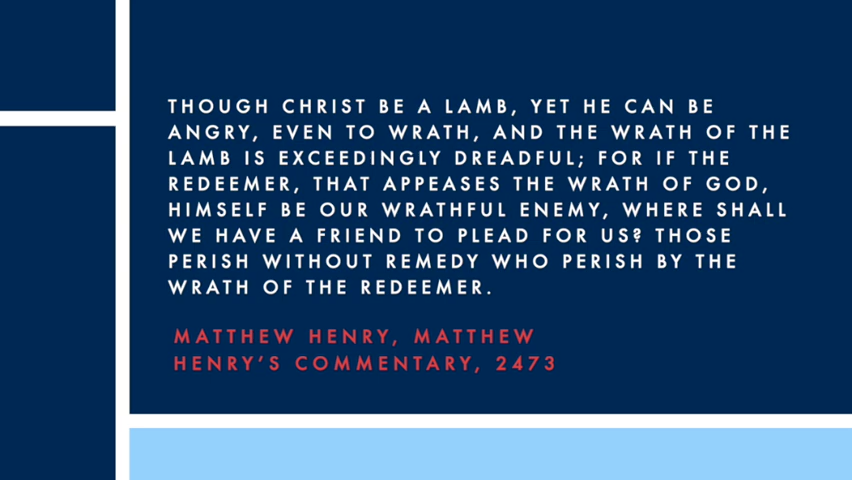 THOUGH CHRIST BE A LAMB, YET HE CAN BE
ANGRY, EVEN TO WRATH, AND THE WRATH OF THE
LAMB IS EXCEEDINGLY DREADFUL; FOR IF THE
REDEEMER, THAT APPEASES THE WRATH OF GOD,
HIMSELF BE OUR WRATHFUL ENEMY, WHERE SHALL
WE HAVE A FRIEND TO PLEAD FOR US? THOSE
PERISH WITHOUT REMEDY WHO PERISH BY THE
WRATH OF THE REDEEMER.
MATTHEW HENRY, MATTHEW
HENRY’S COMMENTARY, 2473